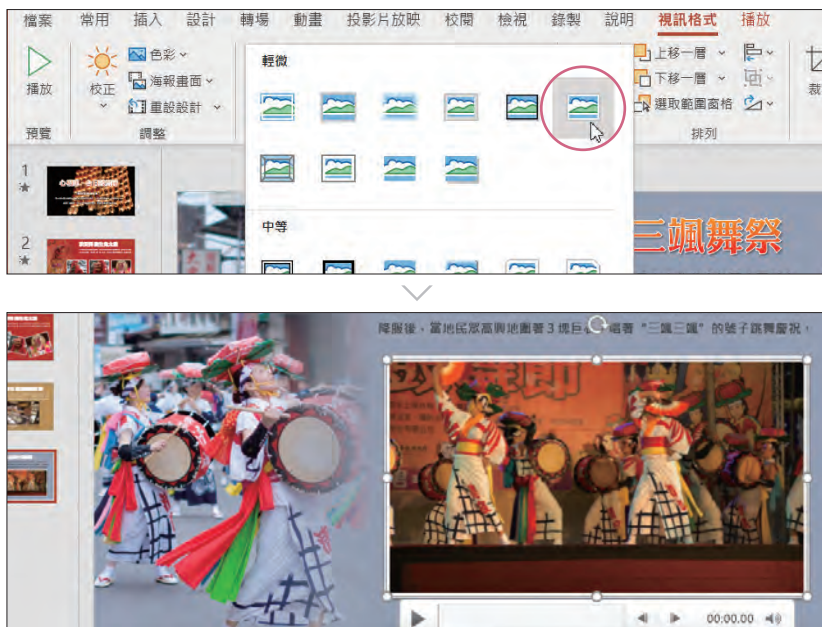 檔案 常用 插入 設計 轉場 動畫 投影片放映 校閱 檢視 錄製 說明 視訊格式 播放
播放
校正
色彩
海報畫面
重設設計
輕微
上移一層
下移一層
選取範圍窗格
裁
預覽 調整 排列
1
2
中等
三颯舞祭
降服後，當地民眾高興地圍著3塊巨 唱著“三颯三颯”的號子跳舞慶祝，
00:00.00